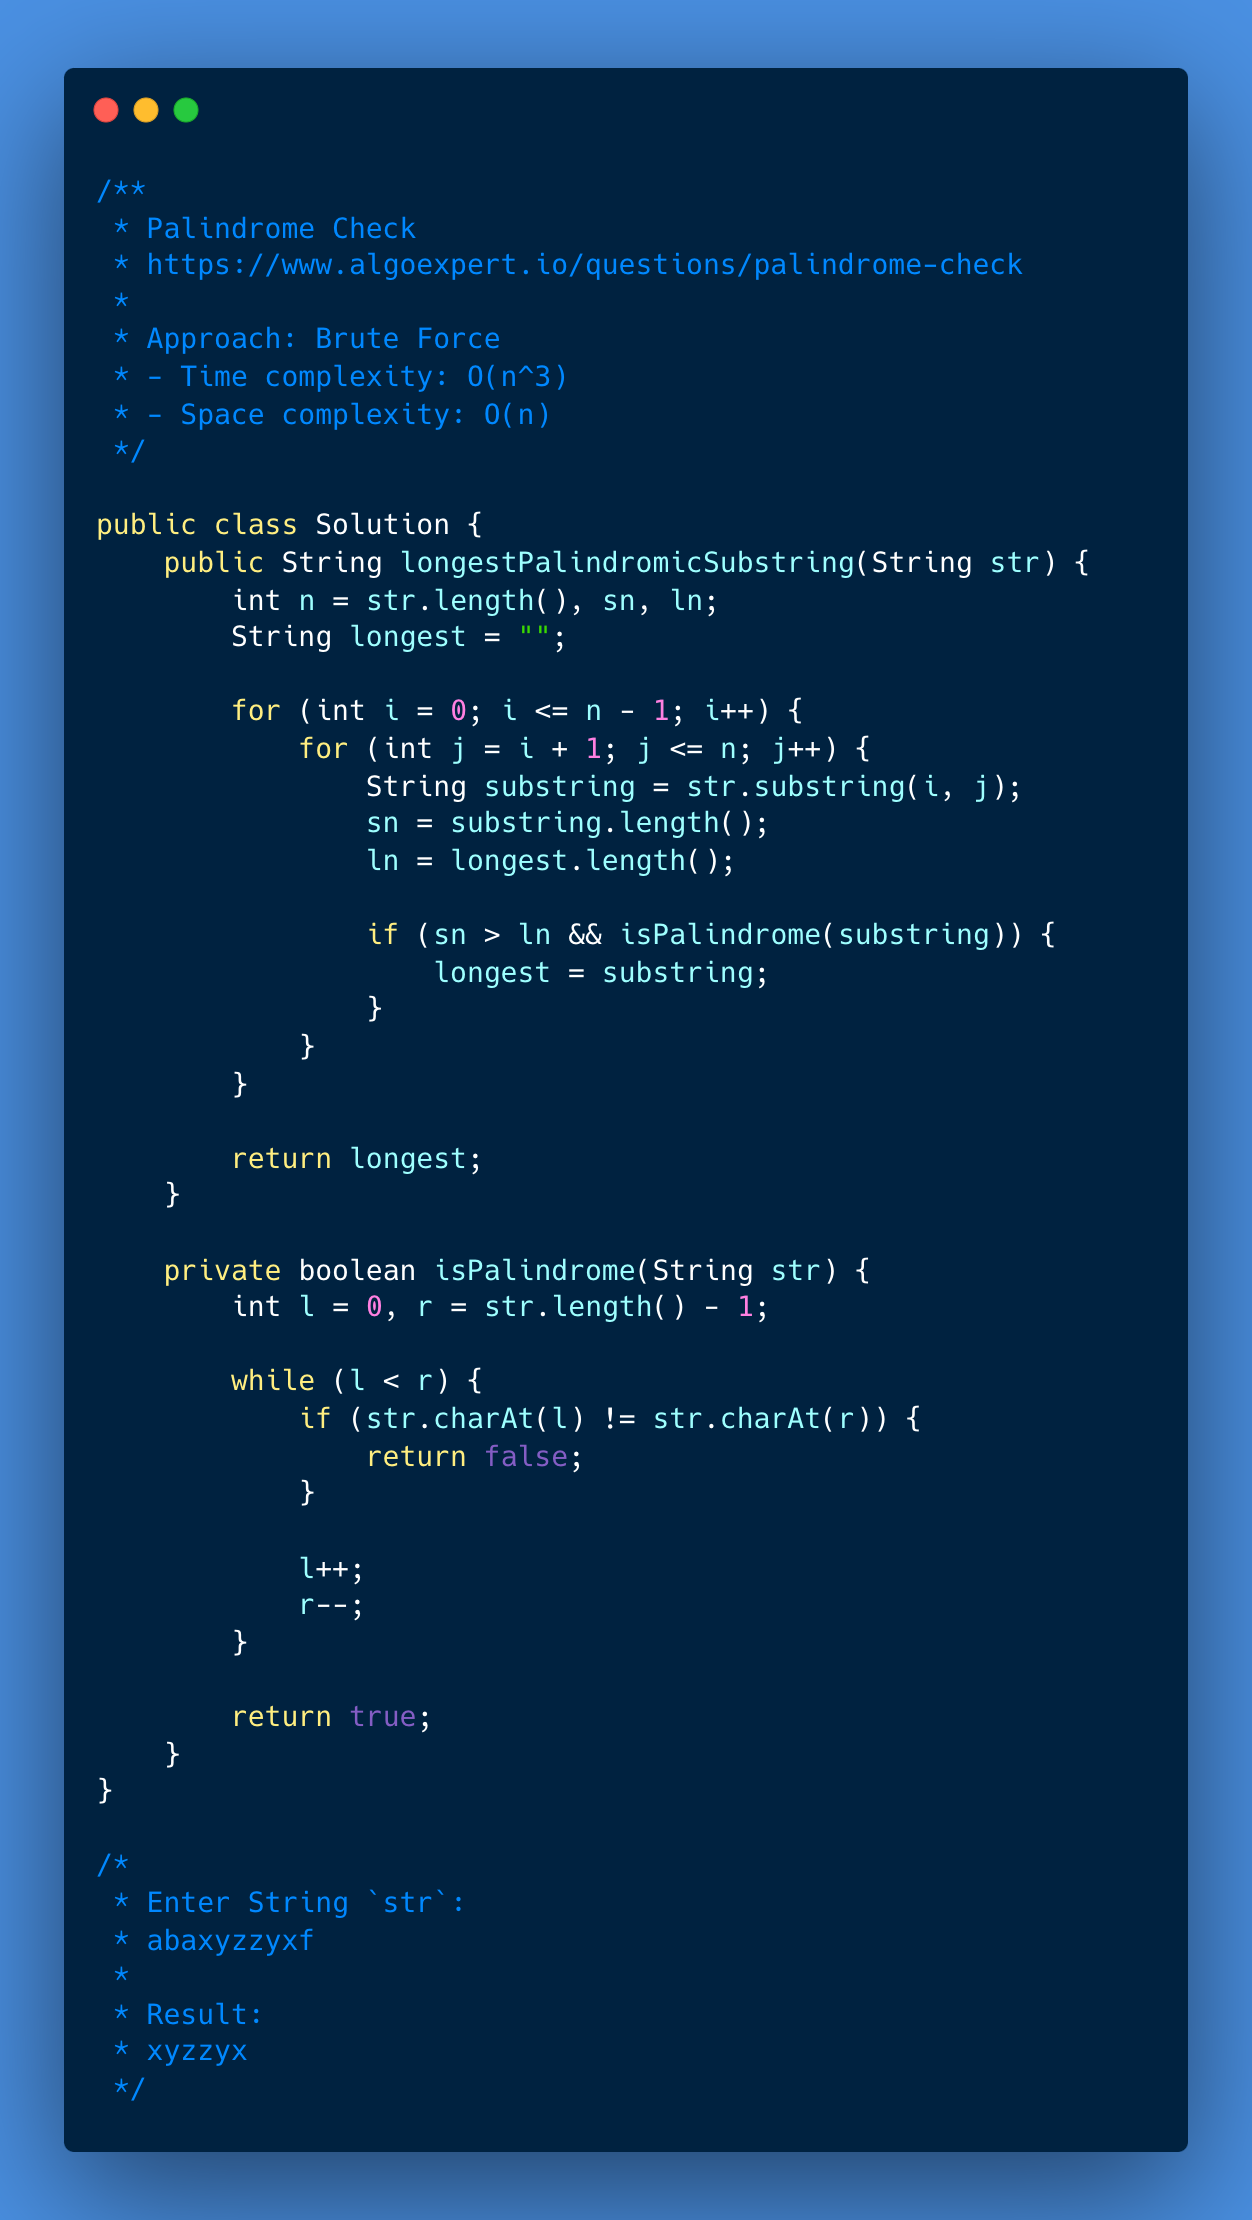 /**
 * Palindrome Check
 * https://www.algoexpert.io/questions/palindrome-check
 *
 * Approach: Brute Force
 * - Time complexity: O(n^3)
 * - Space complexity: O(n)
 */

public class Solution {
    public String longestPalindromicSubstring(String str) {
        int n = str.length(), sn, ln;
        String longest = "";

        for (int i = 0; i <= n - 1; i++) {
            for (int j = i + 1; j <= n; j++) {
                String substring = str.substring(i, j);
                sn = substring.length();
                ln = longest.length();

                if (sn > ln && isPalindrome(substring)) {
                    longest = substring;
                }
            }
        }

        return longest;
    }

    private boolean isPalindrome(String str) {
        int l = 0, r = str.length() - 1;

        while (l < r) {
            if (str.charAt(l) != str.charAt(r)) {
                return false;
            }

            l++;
            r--;
        }

        return true;
    }
}

/*
 * Enter String `str`:
 * abaxyzzyxf
 *
 * Result:
 * xyzzyx
 */